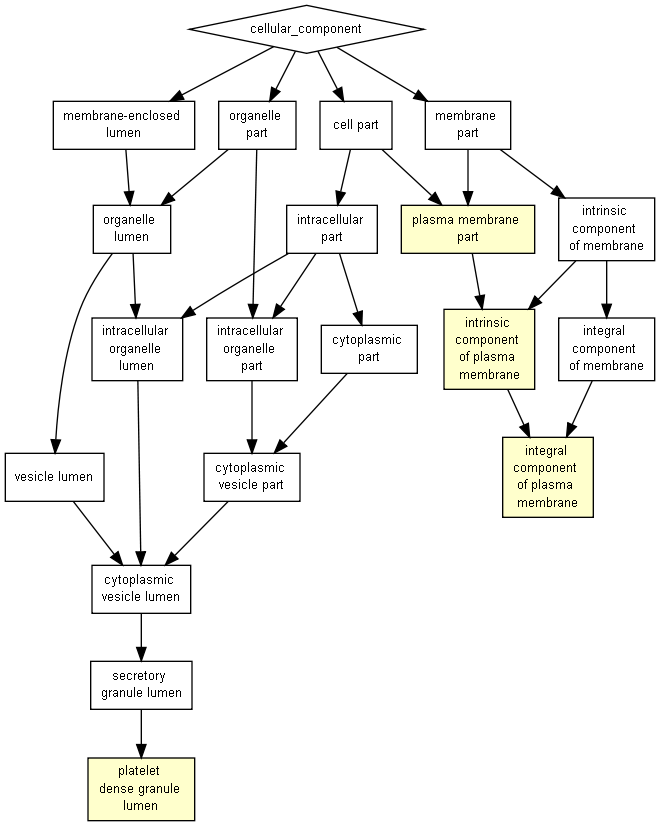 cellular_component
membrane-enclosed
lumen
organelle
part
cell part
membrane
part
organelle
lumen
intracellular
part
plasma membrane
part
intrinsic
component
of membrane
intracellular
organelle
lumen
intracellular
organelle
part
cytoplasmic
part
intrinsic
component
of plasma
membrane
integral
component
of membrane
vesicle lumen
cytoplasmic
vesicle part
integral
component
of plasma
membrane
cytoplasmic
vesicle lumen
secretory
granule lumen
platelet
dense granule
lumen